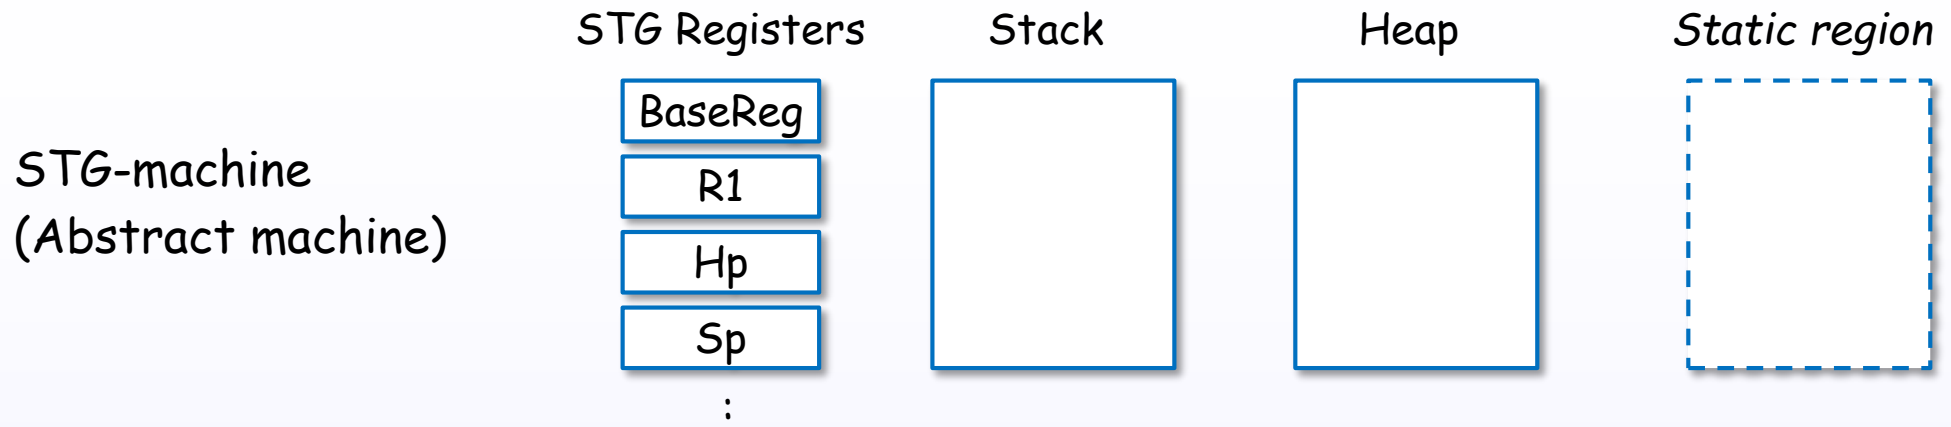 STG Registers
Stack
Heap
Static region
STG-machine
(Abstract machine)
BaseReg
R1
Hp
Sp
: